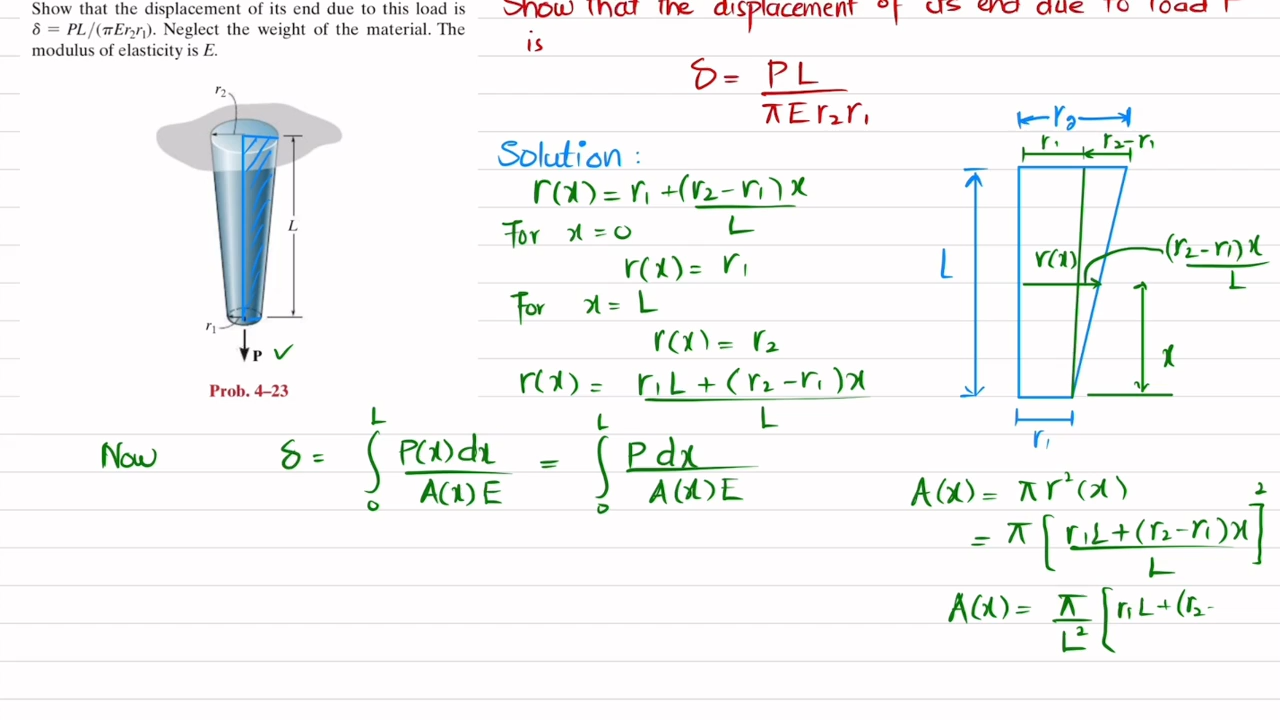 Show that the displacement of its end due to this load is
δ = PL/(πEr₂r₁). Neglect the weight of the material. The
modulus of elasticity is E.
r₂
L
r₁
P ✓
Prob. 4–23
Show that the displacement of its end due to load P
is
δ = PL / πEr₂r₁
Solution :
r(x) = r₁ + (r₂ − r₁)x / L
For x = 0
r(x) = r₁
For x = L
r(x) = r₂
r(x) = r₁L + (r₂ − r₁)x / L
r₂
r₁ r₂−r₁
L
r(x)
(r₂−r₁)x / L
x
r₁
Now δ = ∫₀ᴸ P(x)dx / A(x)E = ∫₀ᴸ P dx / A(x)E
A(x) = πr²(x)
= π [ r₁L+(r₂−r₁)x / L ]²
A(x) = π / L² [ r₁L+(r₂-